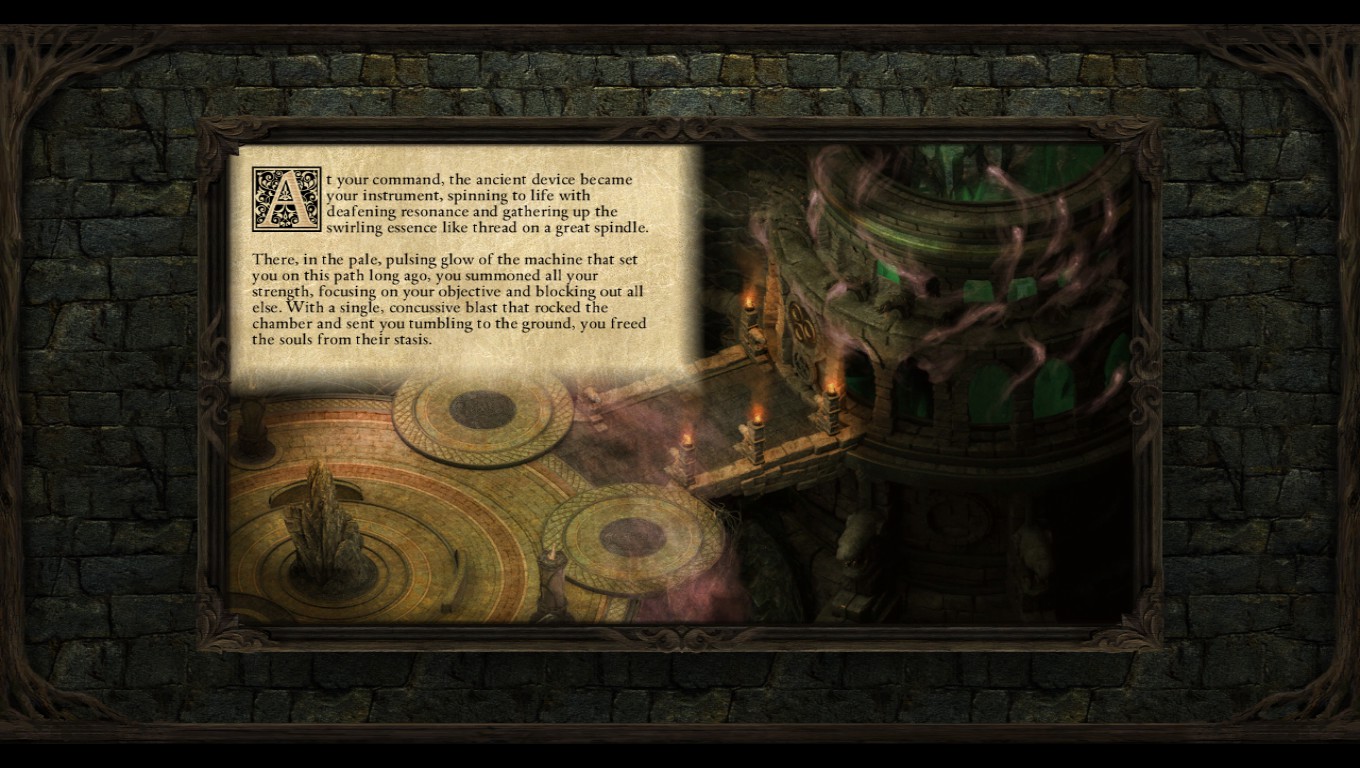 At your command, the ancient device became
your instrument, spinning to life with
deafening resonance and gathering up the
swirling essence like thread on a great spindle.
There, in the pale, pulsing glow of the machine that set
you on this path long ago, you summoned all your
strength, focusing on your objective and blocking out all
else. With a single, concussive blast that rocked the
chamber and sent you tumbling to the ground, you freed
the souls from their stasis.